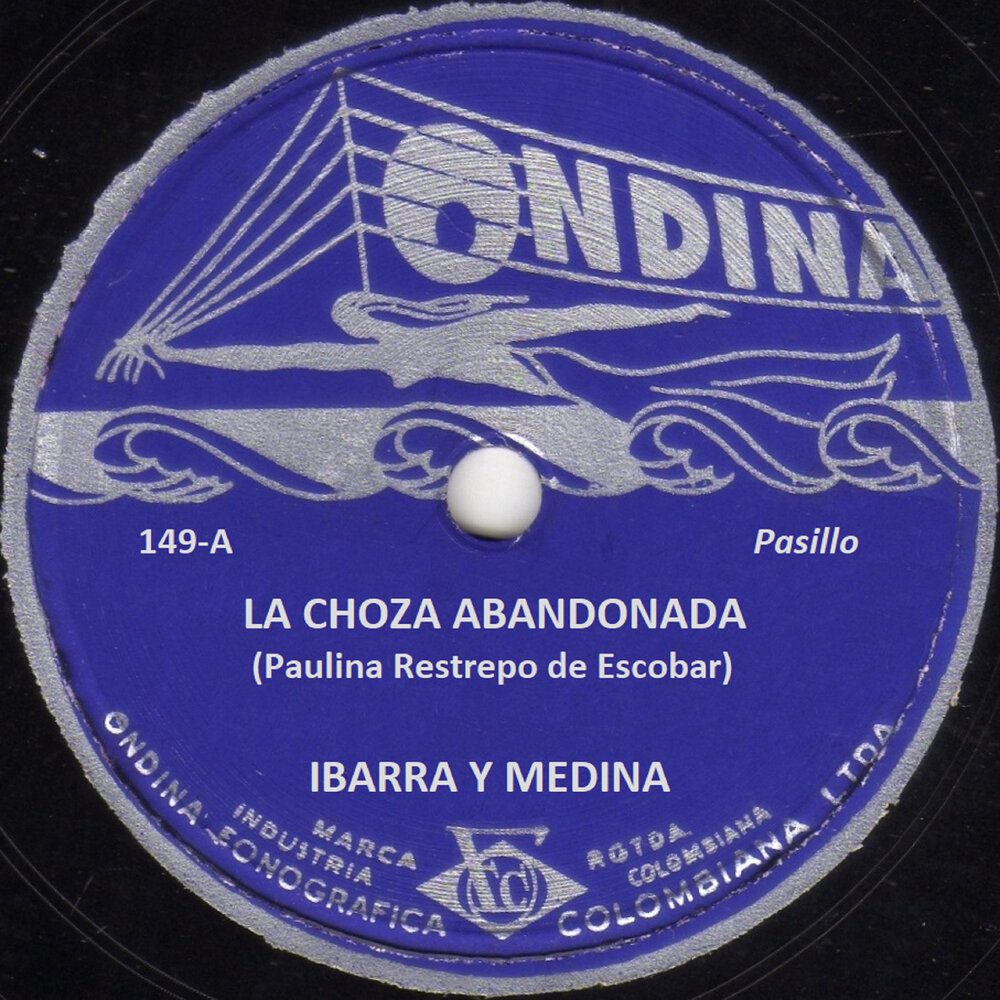 ONDINA
149-A
Pasillo
LA CHOZA ABANDONADA
(Paulina Restrepo de Escobar)
IBARRA Y MEDINA
MARCA RGTDA.
INDUSTRIA COLOMBIANA
ONDINA FONOGRAFICA COLOMBIANA LTDA